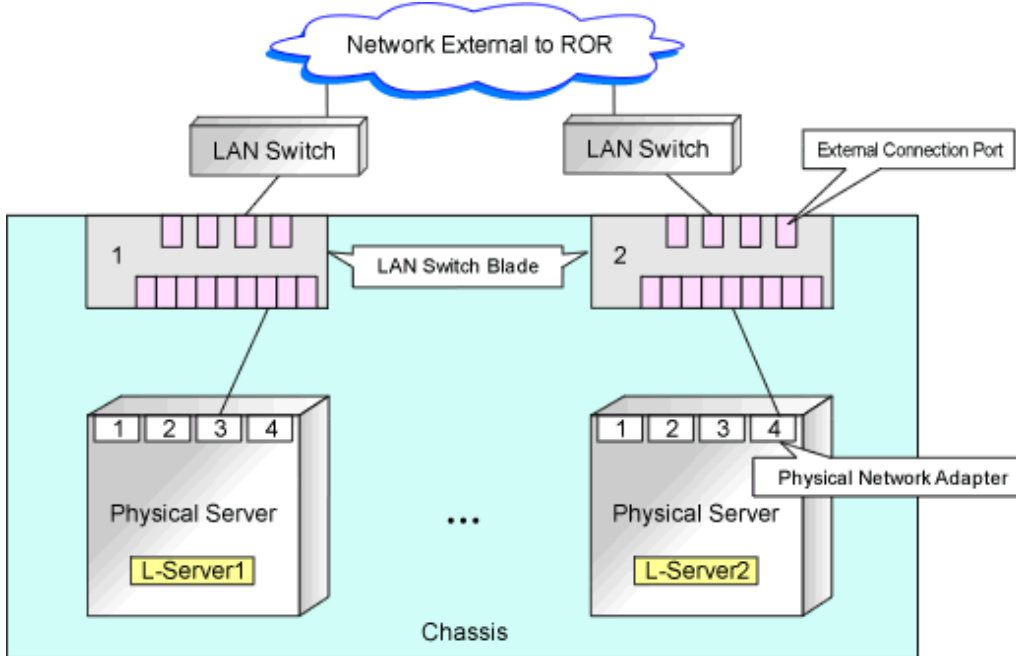 Network External to ROR
LAN Switch
LAN Switch
External Connection Port
1
LAN Switch Blade
2
1 2 3 4
1 2 3 4
Physical Network Adapter
Physical Server
...
Physical Server
L-Server1
L-Server2
Chassis